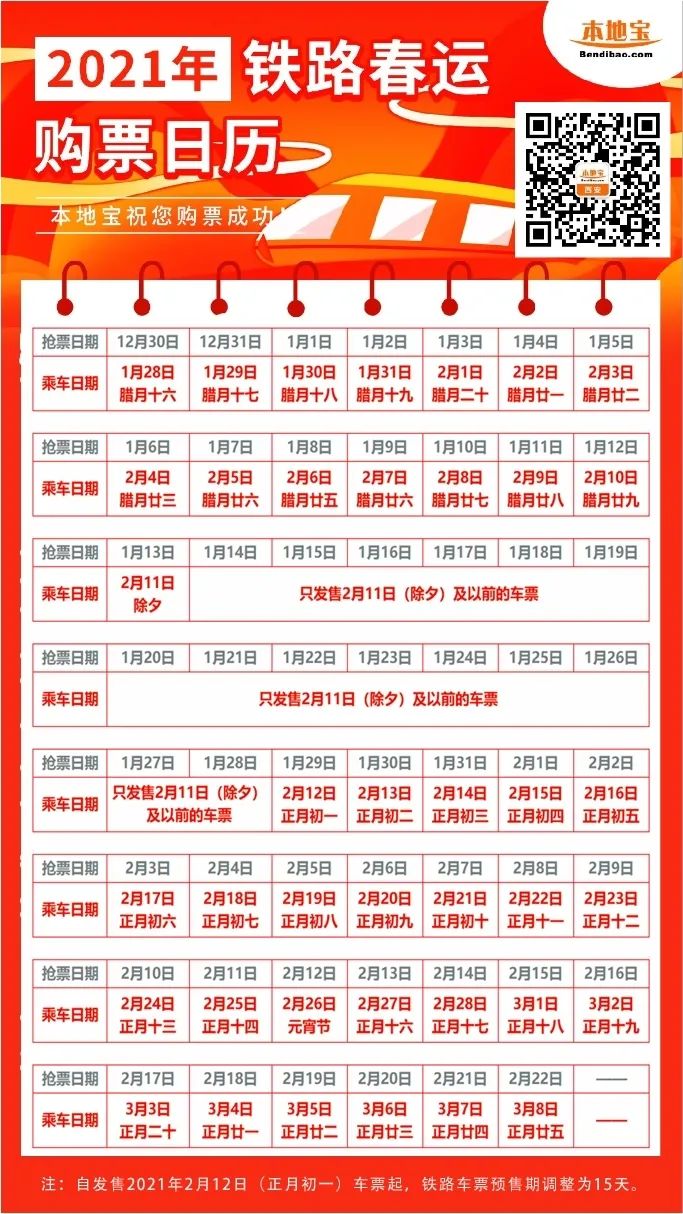 本地宝
Bendibao.com
2021年 铁路春运
购票日历
本地宝祝您购票成功!
本地宝
Bendibao.com
西安
抢票日期 12月30日 12月31日 1月1日 1月2日 1月3日 1月4日 1月5日
乘车日期 1月28日 1月29日 1月30日 1月31日 2月1日 2月2日 2月3日
腊月十六 腊月十七 腊月十八 腊月十九 腊月二十 腊月廿一 腊月廿二
抢票日期 1月6日 1月7日 1月8日 1月9日 1月10日 1月11日 1月12日
乘车日期 2月4日 2月5日 2月6日 2月7日 2月8日 2月9日 2月10日
腊月廿三 腊月廿六 腊月廿五 腊月廿六 腊月廿七 腊月廿八 腊月廿九
抢票日期 1月13日 1月14日 1月15日 1月16日 1月17日 1月18日 1月19日
乘车日期 2月11日 只发售2月11日（除夕）及以前的车票
除夕
抢票日期 1月20日 1月21日 1月22日 1月23日 1月24日 1月25日 1月26日
乘车日期 只发售2月11日（除夕）及以前的车票
抢票日期 1月27日 1月28日 1月29日 1月30日 1月31日 2月1日 2月2日
乘车日期 只发售2月11日（除夕） 2月12日 2月13日 2月14日 2月15日 2月16日
及以前的车票 正月初一 正月初二 正月初三 正月初四 正月初五
抢票日期 2月3日 2月4日 2月5日 2月6日 2月7日 2月8日 2月9日
乘车日期 2月17日 2月18日 2月19日 2月20日 2月21日 2月22日 2月23日
正月初六 正月初七 正月初八 正月初九 正月初十 正月十一 正月十二
抢票日期 2月10日 2月11日 2月12日 2月13日 2月14日 2月15日 2月16日
乘车日期 2月24日 2月25日 2月26日 2月27日 2月28日 3月1日 3月2日
正月十三 正月十四 元宵节 正月十六 正月十七 正月十八 正月十九
抢票日期 2月17日 2月18日 2月19日 2月20日 2月21日 2月22日 ——
乘车日期 3月3日 3月4日 3月5日 3月6日 3月7日 3月8日 ——
正月二十 正月廿一 正月廿二 正月廿三 正月廿四 正月廿五
注：自发售2021年2月12日（正月初一）车票起，铁路车票预售期调整为15天。